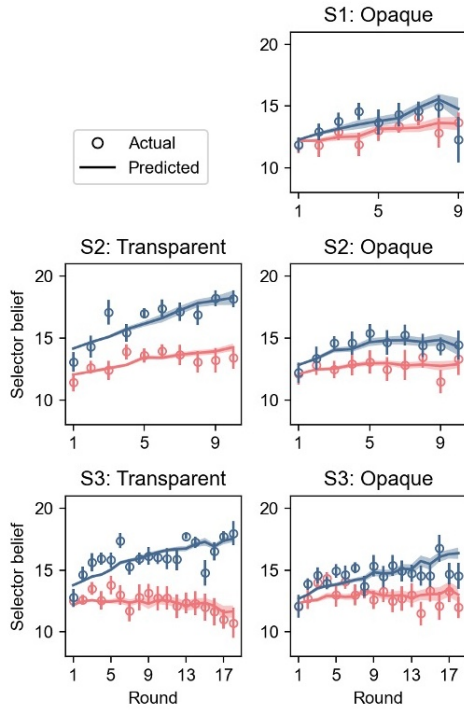 S1: Opaque
20
15
10
1 5 9
Actual
Predicted
S2: Transparent
Selector belief
20
15
10
1 5 9
S2: Opaque
20
15
10
1 5 9
S3: Transparent
Selector belief
20
15
10
1 5 9 13 17
Round
S3: Opaque
20
15
10
1 5 9 13 17
Round